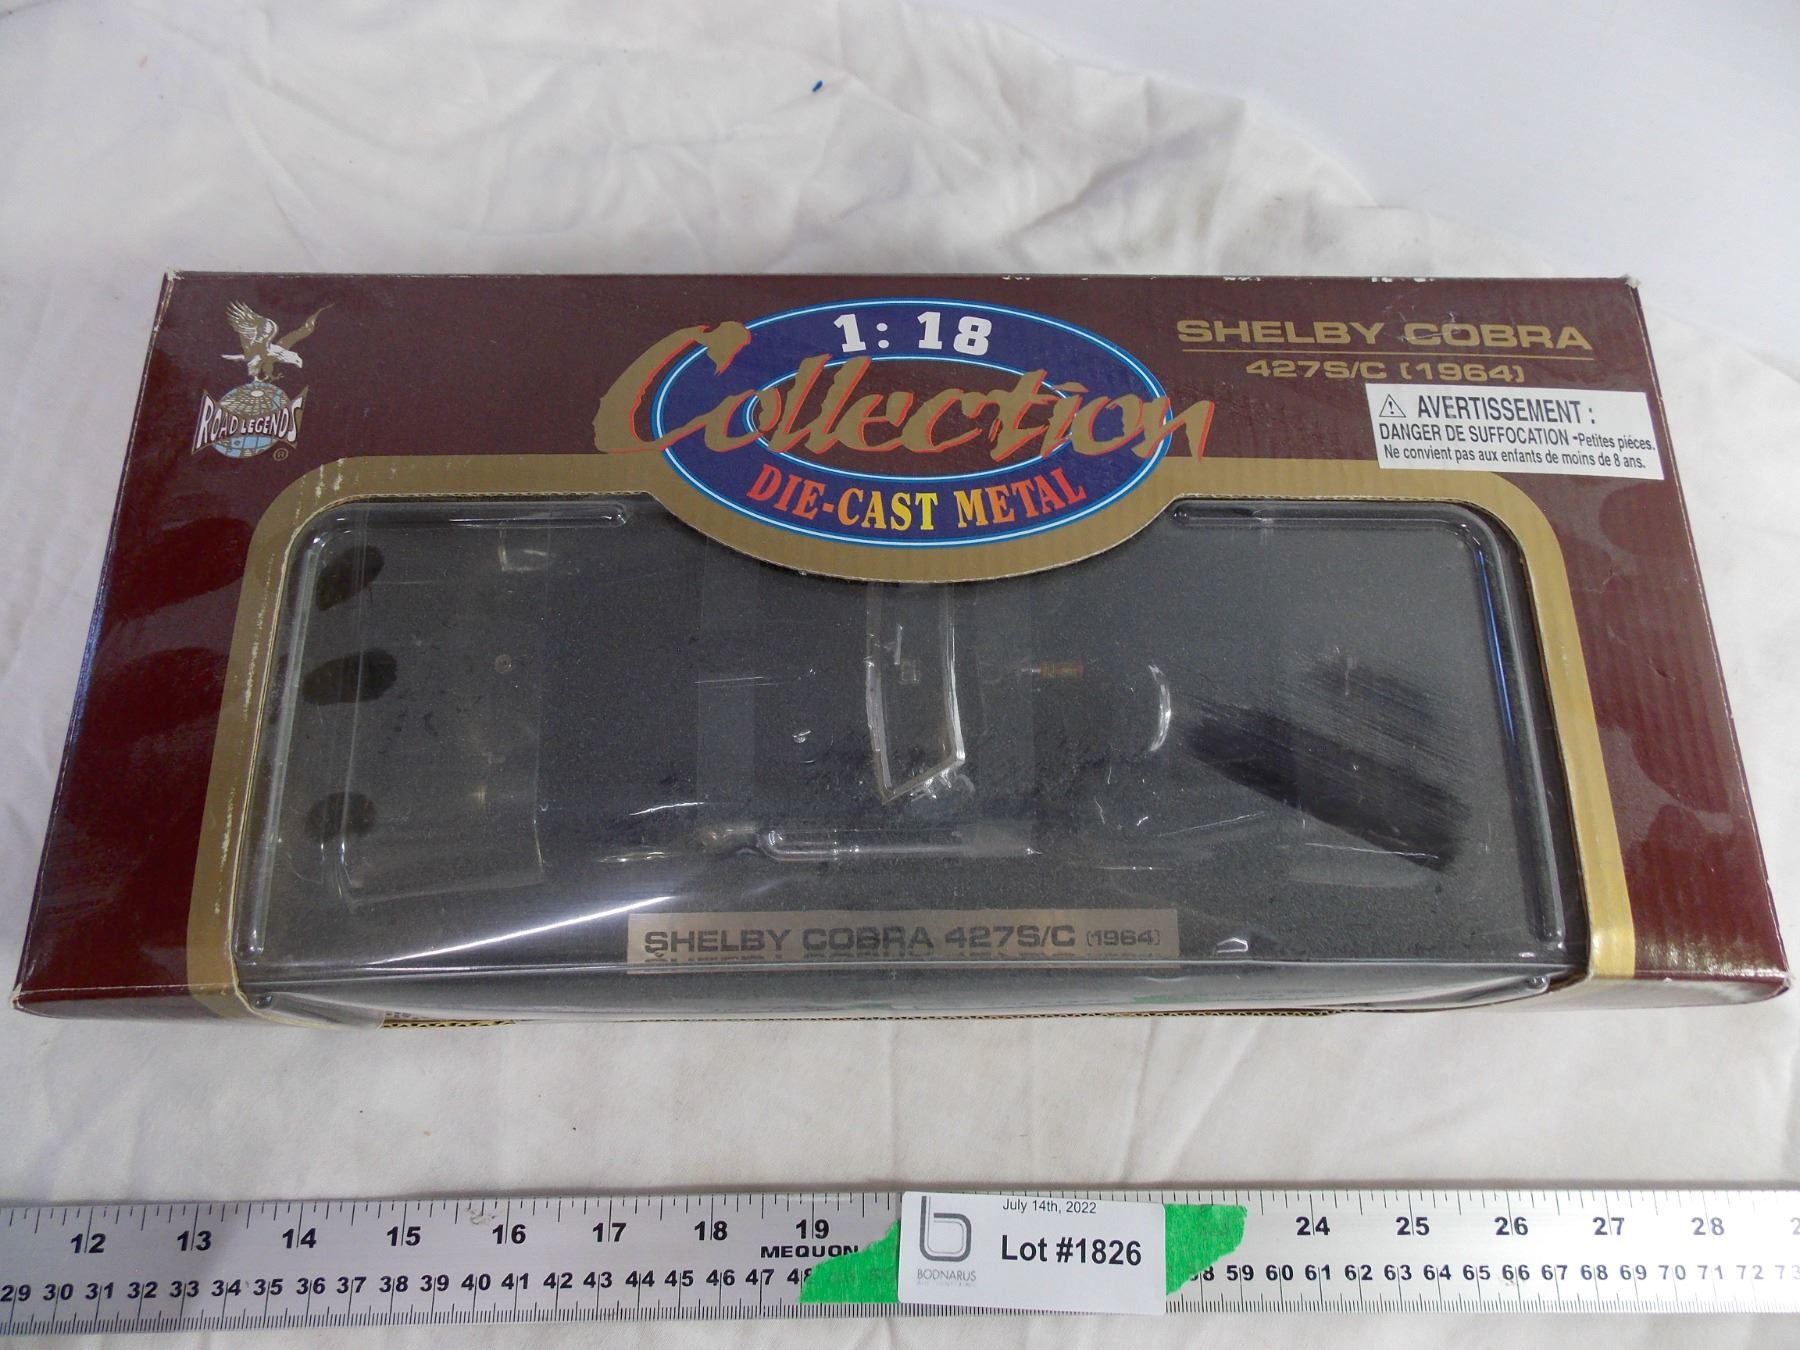 1:18
Collection
DIE-CAST METAL
ROAD LEGENDS
®
SHELBY COBRA
427S/C (1964)
AVERTISSEMENT :
DANGER DE SUFFOCATION -Petites pièces.
Ne convient pas aux enfants de moins de 8 ans.
SHELBY COBRA 427S/C (1964)
12 13 14 15 16 17 18 19 24 25 26 27 28
MEQUON
29 30 31 32 33 34 35 36 37 38 39 40 41 42 43 44 45 46 47 59 60 61 62 63 64 65 66 67 68 69 70 71 72
July 14th, 2022
Lot #1826
BODNARUS